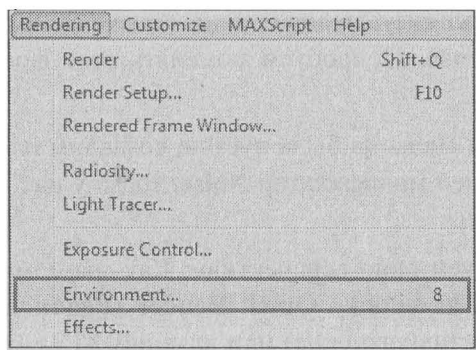 Rendering Customize MAXScript Help
Render Shift+Q
Render Setup... F10
Rendered Frame Window...
Radiosity...
Light Tracer...
Exposure Control...
Environment... 8
Effects...